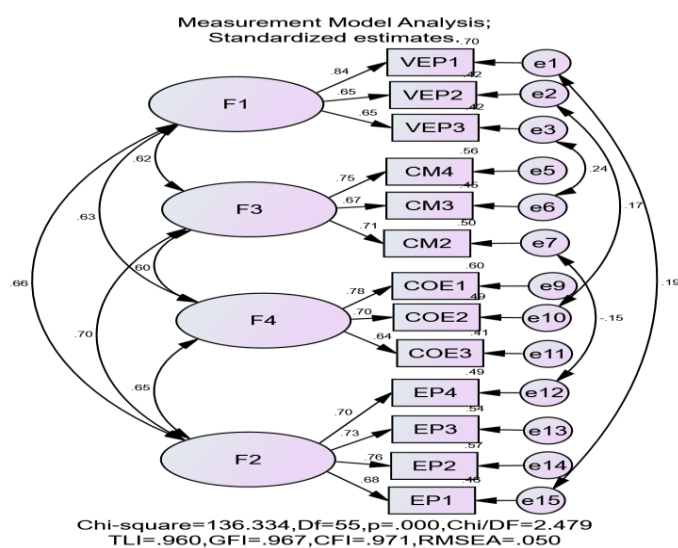 Measurement Model Analysis;
Standardized estimates.
.70
.84
VEP1
e1
.42
F1
.65
VEP2
e2
.42
.65
VEP3
e3
.56
.62
.75
CM4
e5
.24
.45
F3
.67
CM3
e6
.17
.50
.63
.71
CM2
e7
.60
.60
.78
COE1
e9
.66
.19
.49
F4
.70
COE2
e10
-.15
.41
.70
.64
COE3
e11
.49
.65
.70
EP4
e12
.54
.73
EP3
e13
.57
F2
.76
EP2
e14
.46
.68
EP1
e15
Chi-square=136.334,Df=55,p=.000,Chi/DF=2.479
TLI=.960,GFI=.967,CFI=.971,RMSEA=.050